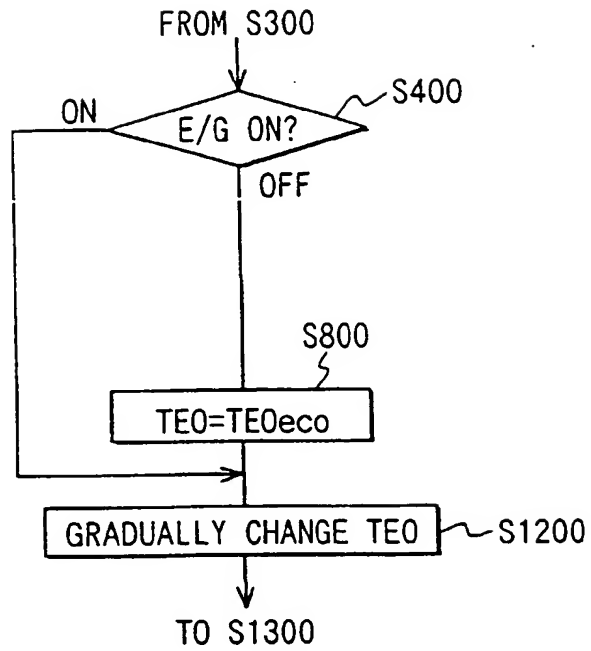 FROM S300
S400
ON
E/G ON?
OFF
S800
TEO=TEOeco
GRADUALLY CHANGE TEO
S1200
TO S1300